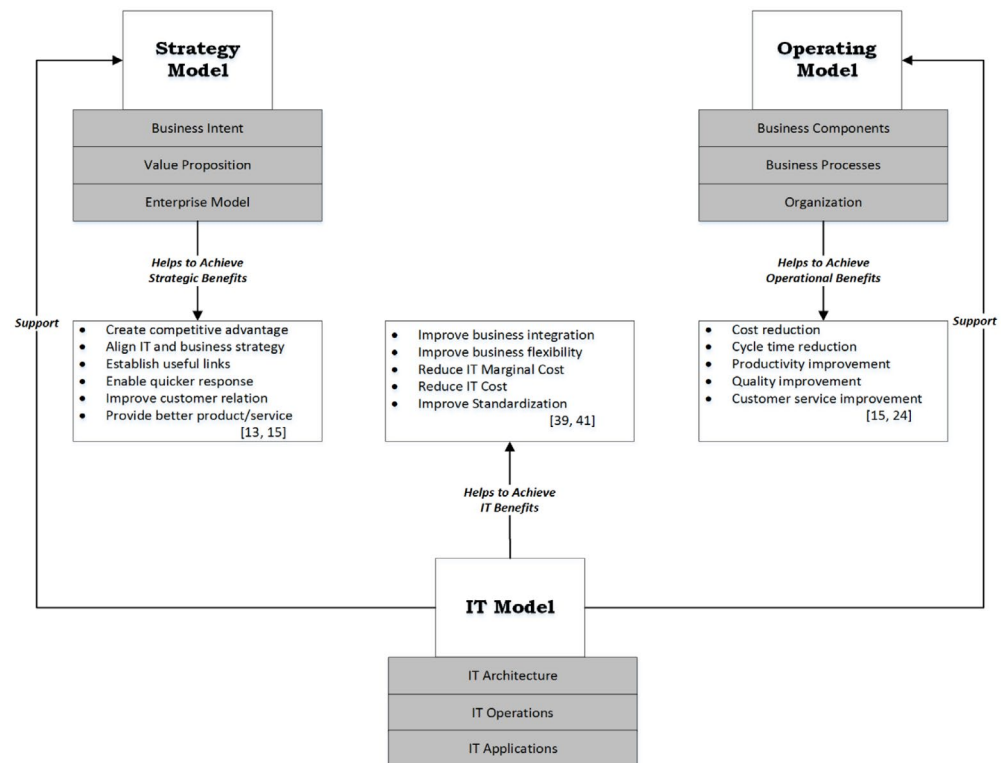 Strategy
Model
Business Intent
Value Proposition
Enterprise Model
Helps to Achieve
Strategic Benefits
Operating
Model
Business Components
Business Processes
Organization
Helps to Achieve
Operational Benefits
Support
Support
• Create competitive advantage
• Align IT and business strategy
• Establish useful links
• Enable quicker response
• Improve customer relation
• Provide better product/service
[13, 15]
• Improve business integration
• Improve business flexibility
• Reduce IT Marginal Cost
• Reduce IT Cost
• Improve Standardization
[39, 41]
• Cost reduction
• Cycle time reduction
• Productivity improvement
• Quality improvement
• Customer service improvement
[15, 24]
Helps to Achieve
IT Benefits
IT Model
IT Architecture
IT Operations
IT Applications